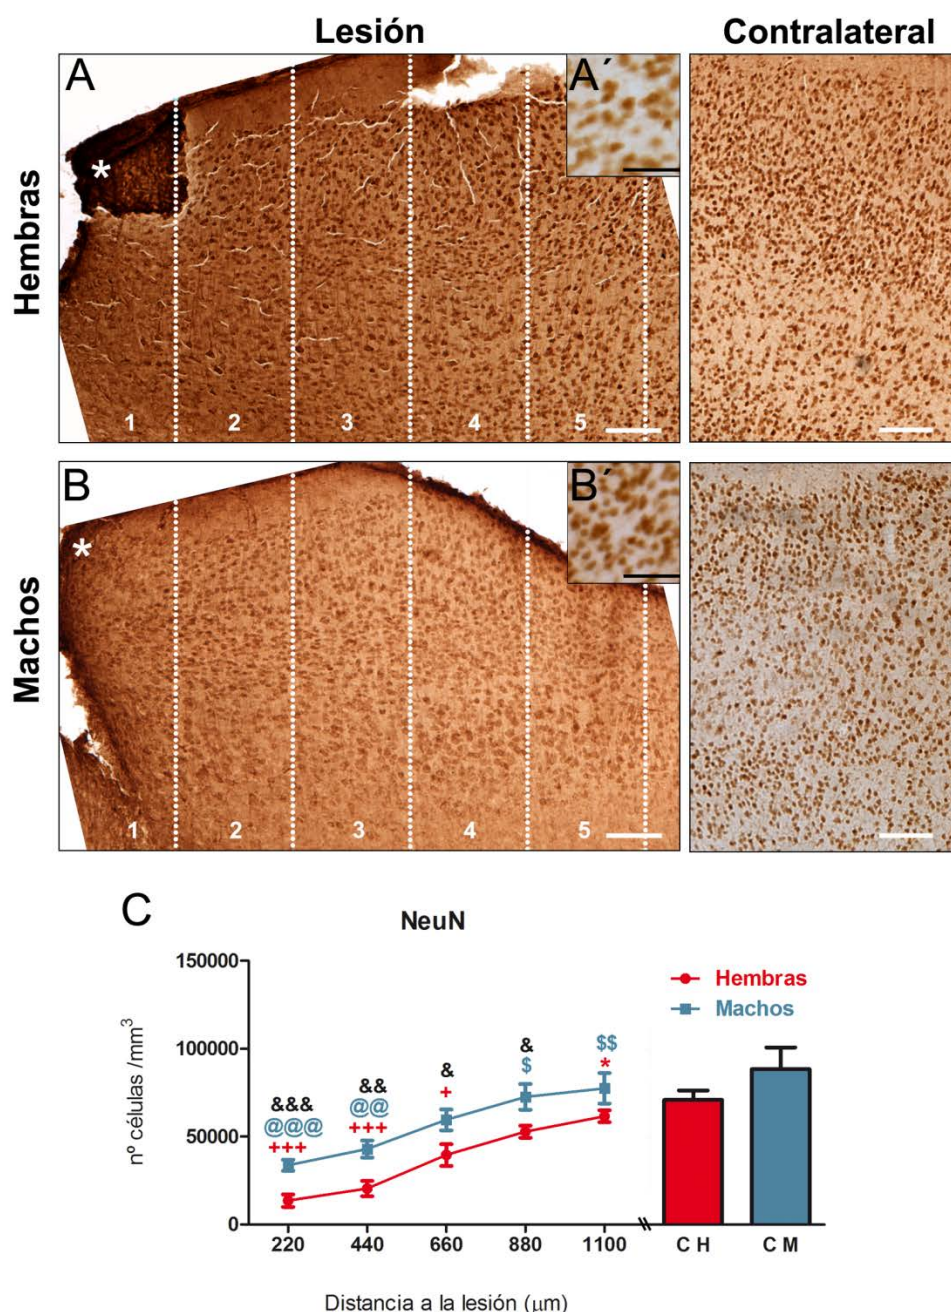 Lesión
Contralateral
Hembras
A
*
A´
1 2 3 4 5
Machos
B
*
B´
1 2 3 4 5
C
NeuN
nº células /mm³
150000
100000
50000
0
&&&
@@@
+++
&&
@@
+++
&
+
&
$
$$
*
Hembras
Machos
220 440 660 880 1100
C H C M
Distancia a la lesión (µm)